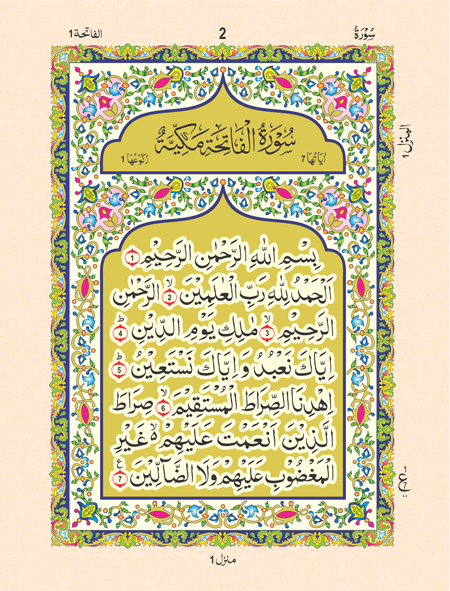 سُوْرَةُ 2 الفاتحة 1
سُوْرَةُ الْفَاتِحَةِ مَكِّيَّةٌ
اٰيَاتُهَا 7 رُكُوْعُهَا 1
بِسْمِ اللّٰهِ الرَّحْمٰنِ الرَّحِيْمِ 1
اَلْحَمْدُ لِلّٰهِ رَبِّ الْعٰلَمِيْنَ ۙ 2 الرَّحْمٰنِ
الرَّحِيْمِ ۙ 3 مٰلِكِ يَوْمِ الدِّيْنِ ؕ 4
اِيَّاكَ نَعْبُدُ وَ اِيَّاكَ نَسْتَعِيْنُ ؕ 5
اِهْدِنَا الصِّرَاطَ الْمُسْتَقِيْمَ ۙ 6 صِرَاطَ
الَّذِيْنَ اَنْعَمْتَ عَلَيْهِمْ ۙ۬ غَيْرِ
الْمَغْضُوْبِ عَلَيْهِمْ وَلَا الضَّآلِّيْنَ ع 7
المنزل 1
منزل 1